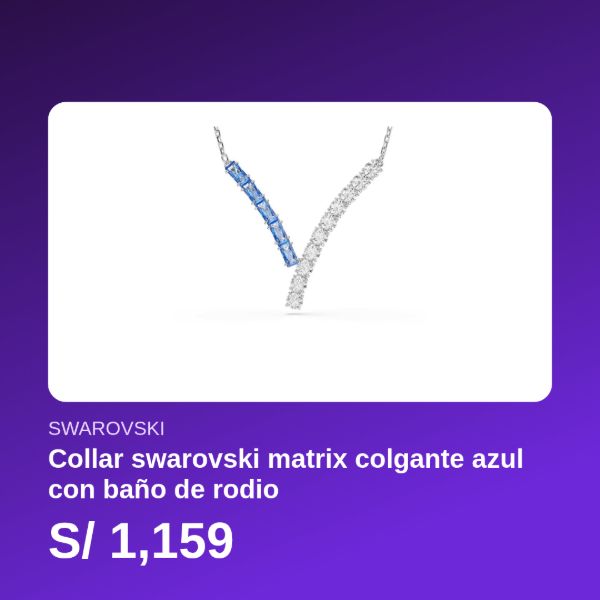 SWAROVSKI
Collar swarovski matrix colgante azul
con baño de rodio
S/ 1,159